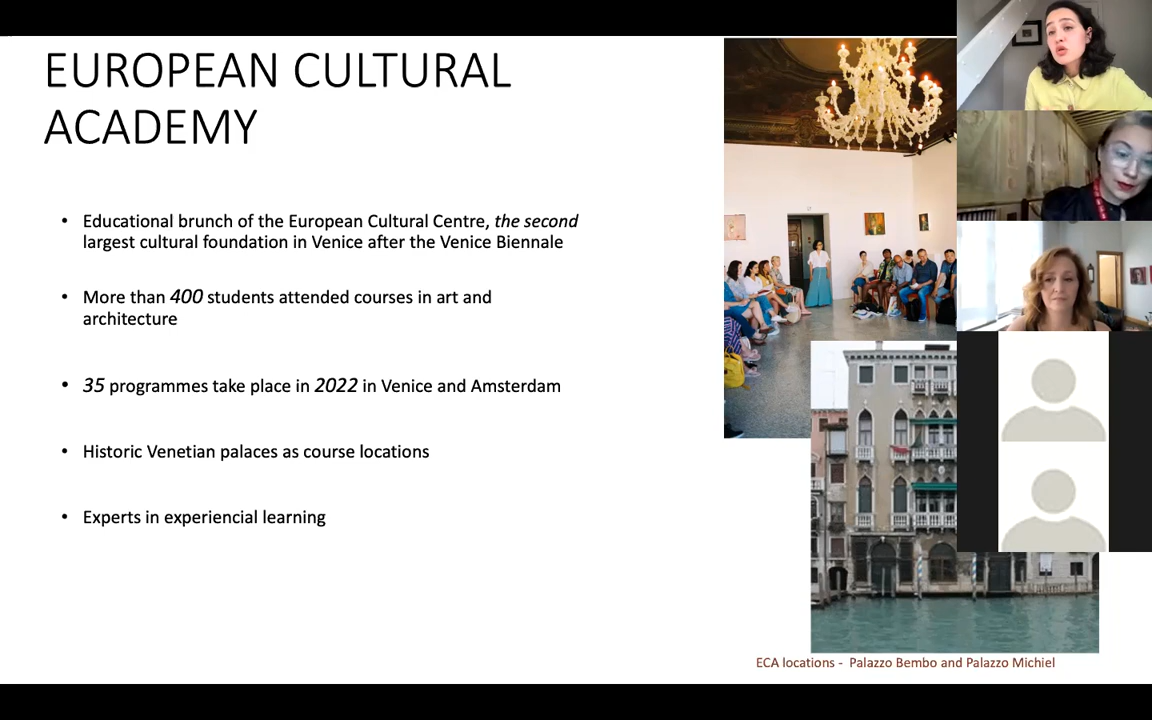 EUROPEAN CULTURAL
ACADEMY
• Educational brunch of the European Cultural Centre, the second
largest cultural foundation in Venice after the Venice Biennale
• More than 400 students attended courses in art and
architecture
• 35 programmes take place in 2022 in Venice and Amsterdam
• Historic Venetian palaces as course locations
• Experts in experiencial learning
ECA locations - Palazzo Bembo and Palazzo Michiel